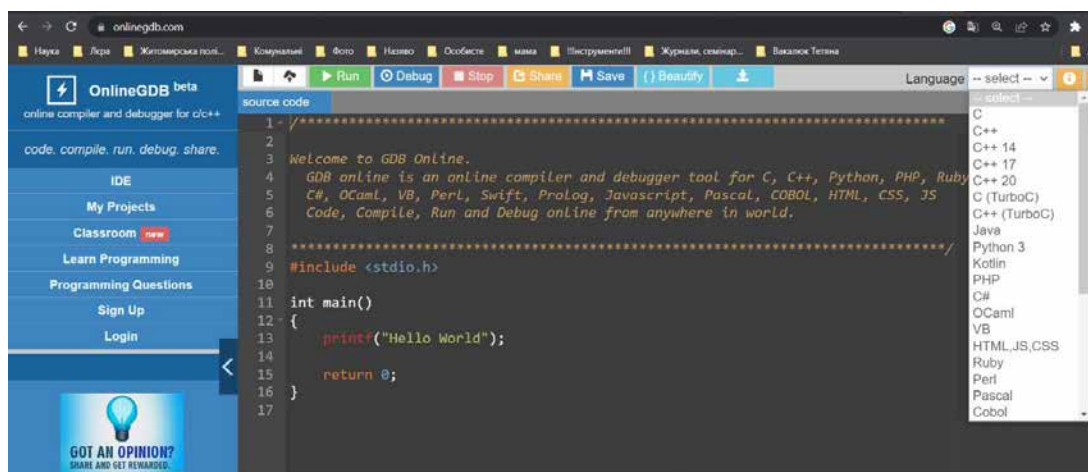 onlinegdb.com
Наука Ліра Житомирська полі... Комунальні Фото Назяво Особисте мама !!!Інструменти!!! Журнали, семінар... Вакалюк Тетяна
OnlineGDB beta
online compiler and debugger for c/c++
code. compile. run. debug. share.
IDE
My Projects
Classroom new
Learn Programming
Programming Questions
Sign Up
Login
GOT AN OPINION?
SHARE AND GET REWARDED.
Run Debug Stop Share Save {} Beautify
Language -- select --
source code
1 /******************************************************************************
2
3 Welcome to GDB Online.
4 GDB online is an online compiler and debugger tool for C, C++, Python, PHP, Ruby
5 C#, OCaml, VB, Perl, Swift, Prolog, Javascript, Pascal, COBOL, HTML, CSS, JS
6 Code, Compile, Run and Debug online from anywhere in world.
7
8 *******************************************************************************/
9 #include <stdio.h>
10
11 int main()
12 {
13 printf("Hello World");
14
15 return 0;
16 }
17
-- select --
C
C++
C++ 14
C++ 17
C++ 20
C (TurboC)
C++ (TurboC)
Java
Python 3
Kotlin
PHP
C#
OCaml
VB
HTML,JS,CSS
Ruby
Perl
Pascal
Cobol